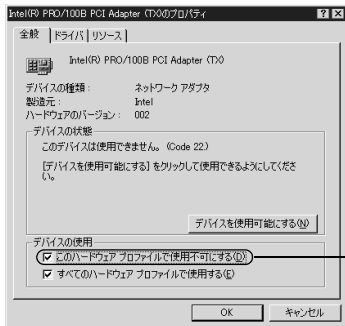 Intel(R) PRO/100B PCI Adapter (TX)のプロパティ
全般 ドライバ リソース
Intel(R) PRO/100B PCI Adapter (TX)
デバイスの種類: ネットワーク アダプタ
製造元: Intel
ハードウェアのバージョン: 002
デバイスの状態
このデバイスは使用できません。 (Code 22.)
[デバイスを使用可能にする] をクリックして使用できるようにしてくださ
い。
デバイスを使用可能にする(N)
デバイスの使用
このハードウェア プロファイルで使用不可にする(D)
すべてのハードウェア プロファイルで使用する(E)
OK キャンセル